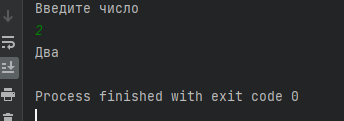 Введите число
2
Два
Process finished with exit code 0